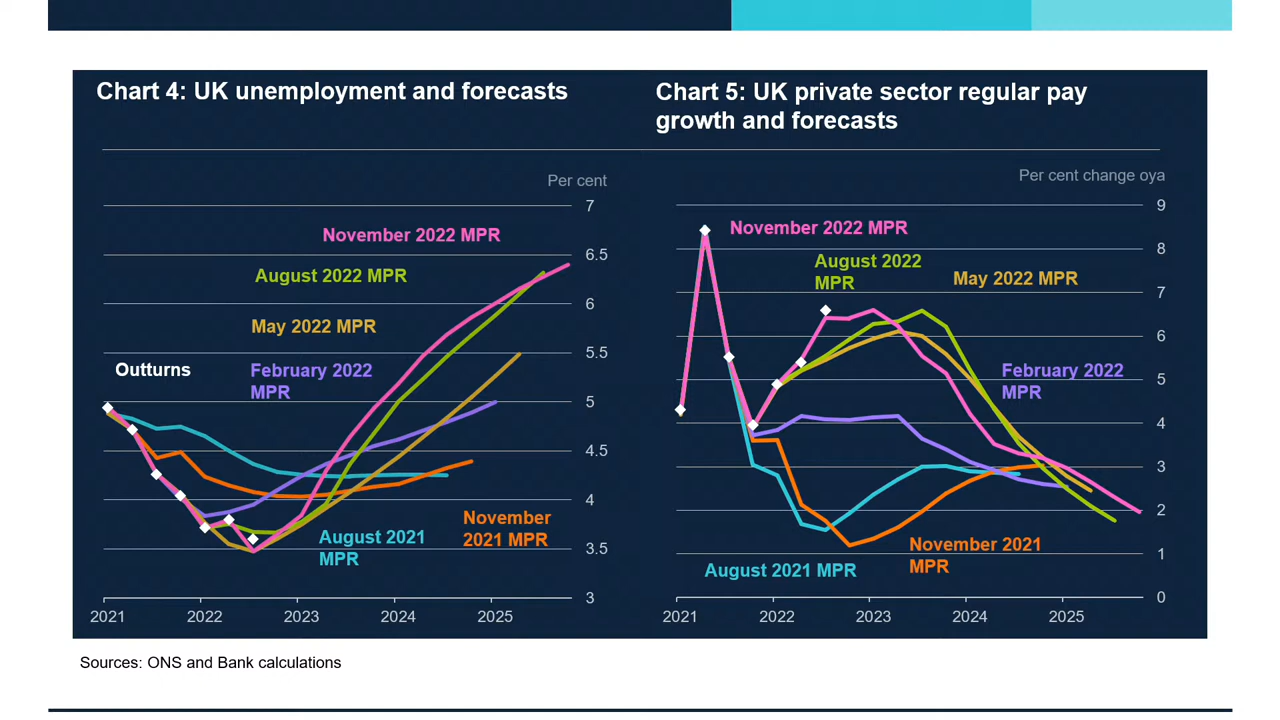 Chart 4: UK unemployment and forecasts
Per cent
7
6.5
6
5.5
5
4.5
4
3.5
3
November 2022 MPR
August 2022 MPR
May 2022 MPR
Outturns
February 2022
MPR
November
2021 MPR
August 2021
MPR
2021
2022
2023
2024
2025
Chart 5: UK private sector regular pay
growth and forecasts
Per cent change oya
9
8
7
6
5
4
3
2
1
0
November 2022 MPR
August 2022
MPR
May 2022 MPR
February 2022
MPR
November 2021
MPR
August 2021 MPR
2021
2022
2023
2024
2025
Sources: ONS and Bank calculations